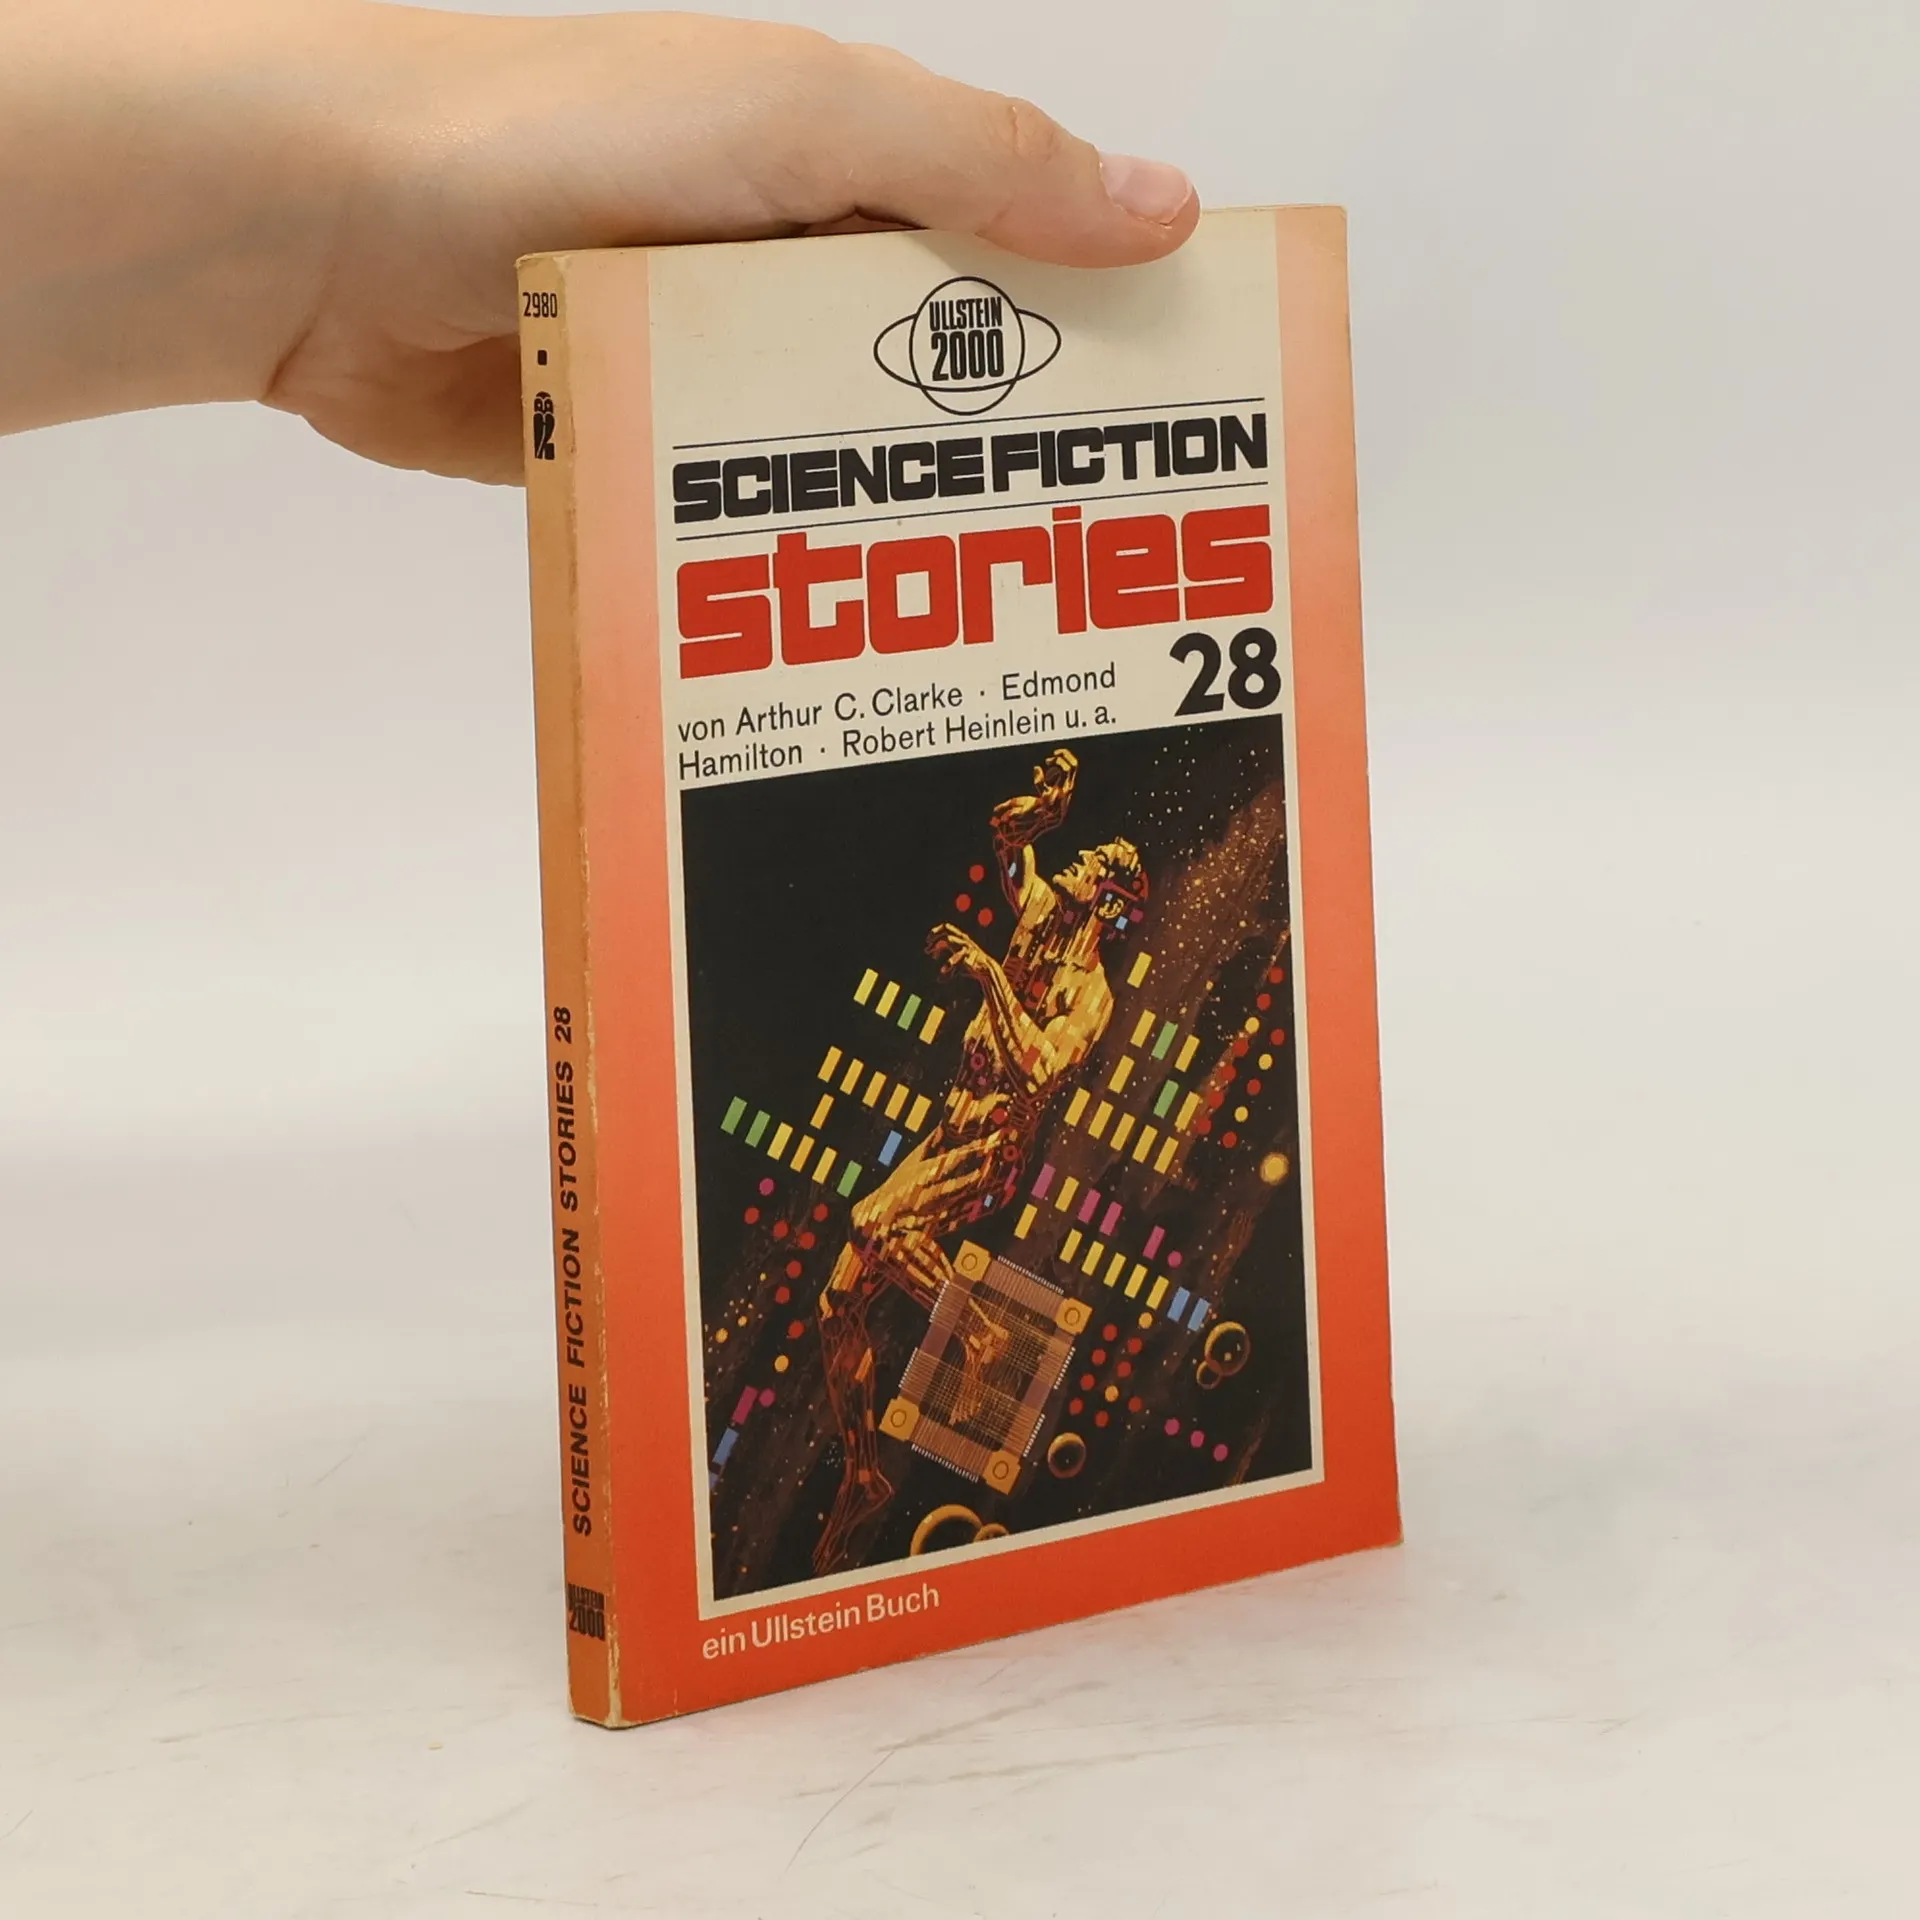 ULLSTEIN
2000
SCIENCE FICTION
stories
28
von Arthur C. Clarke · Edmond
Hamilton · Robert Heinlein u. a.
ein Ullstein Buch
2980
SCIENCE FICTION STORIES 28
ULLSTEIN
2000